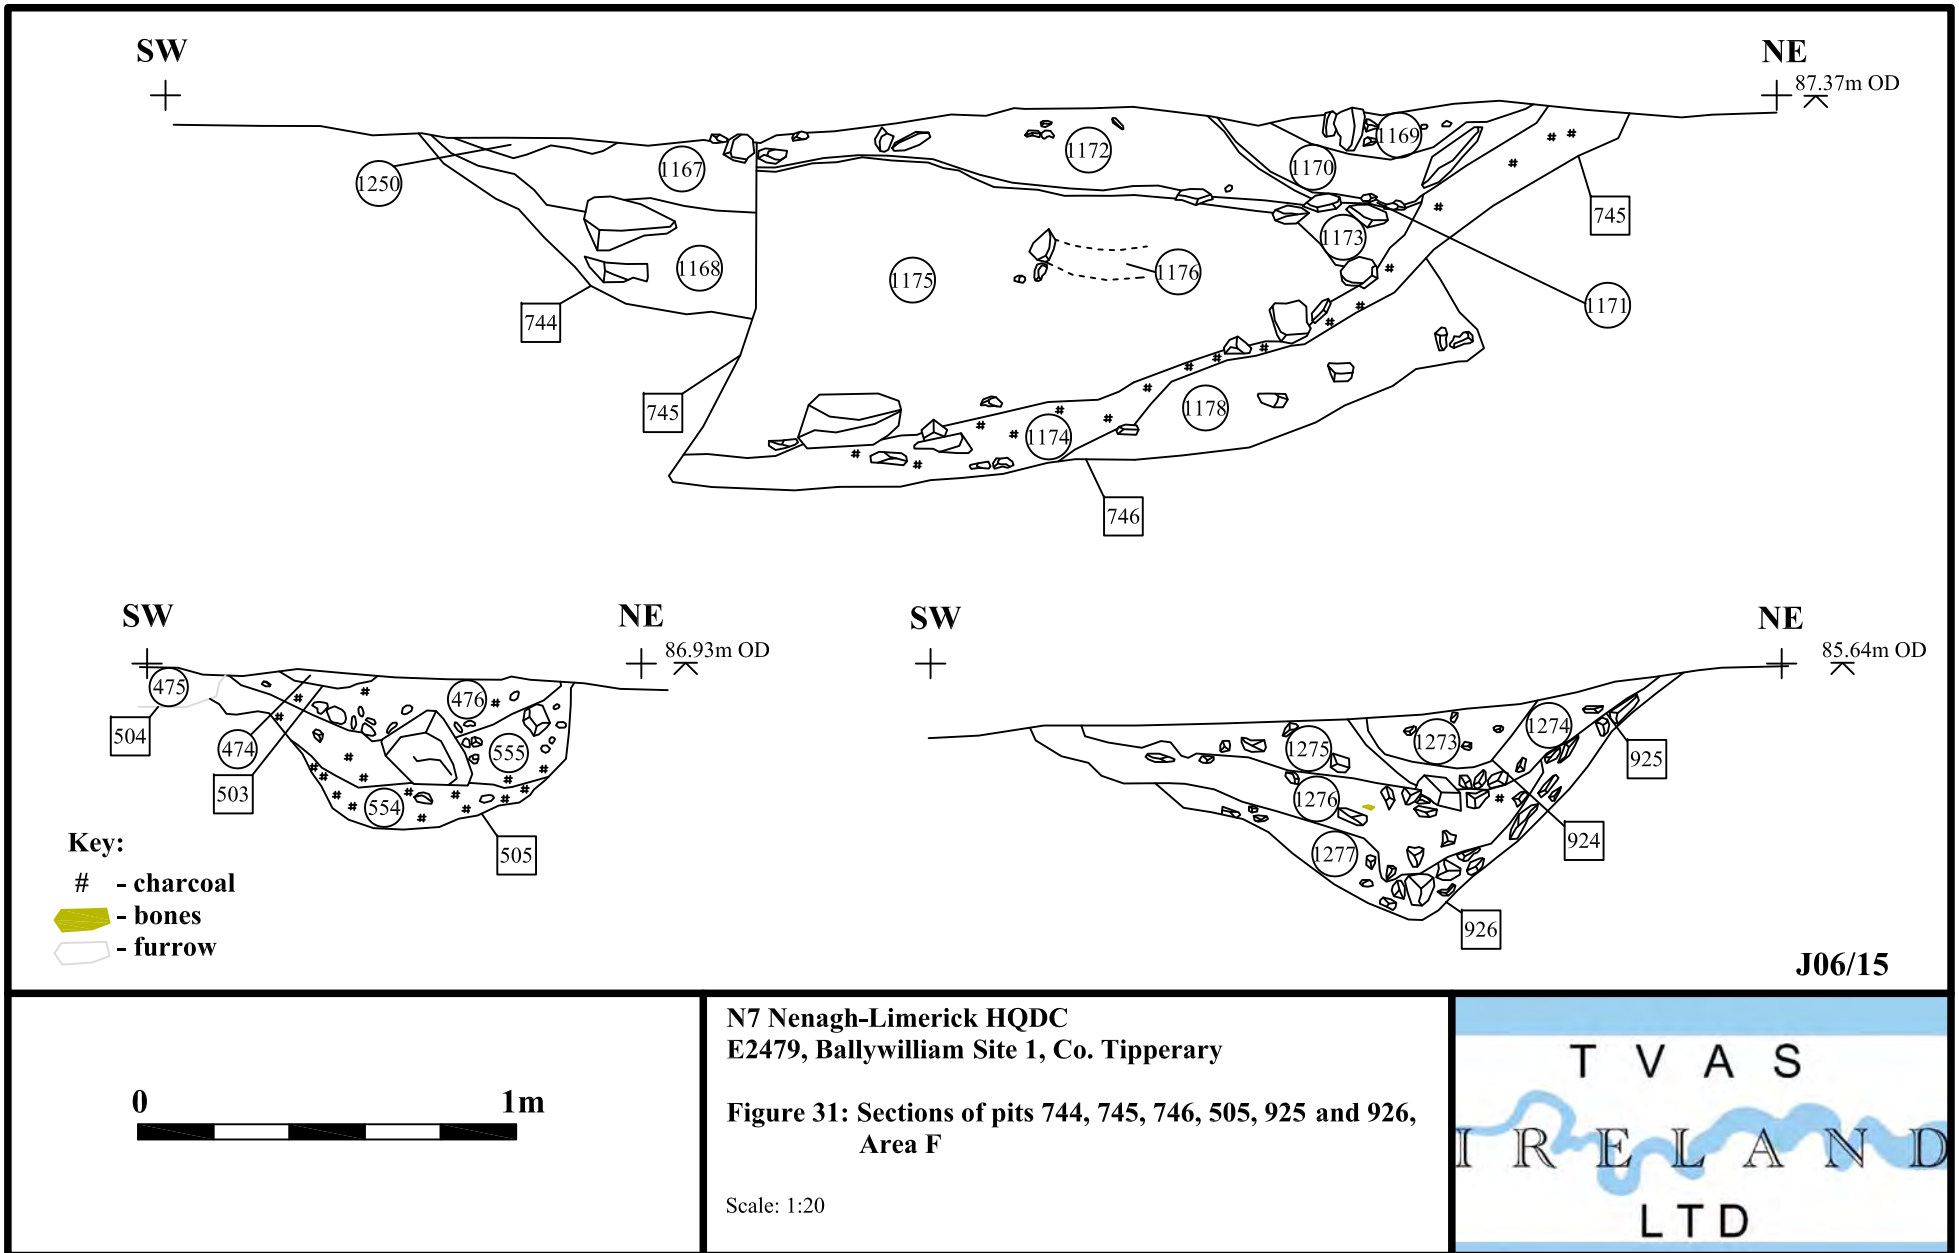 SW
NE
87.37m OD
1169
1172
1170
1167
1250
745
1173
1168
1175
1176
1171
744
745
1178
1174
746
SW
NE
86.93m OD
475
476
504
474
555
503
554
505
SW
NE
85.64m OD
1274
1275
1273
925
1276
924
1277
926
Key:
# - charcoal
- bones
- furrow
J06/15
0 1m
N7 Nenagh-Limerick HQDC
E2479, Ballywilliam Site 1, Co. Tipperary
Figure 31: Sections of pits 744, 745, 746, 505, 925 and 926,
Area F
Scale: 1:20
TVAS
IRELAND
LTD